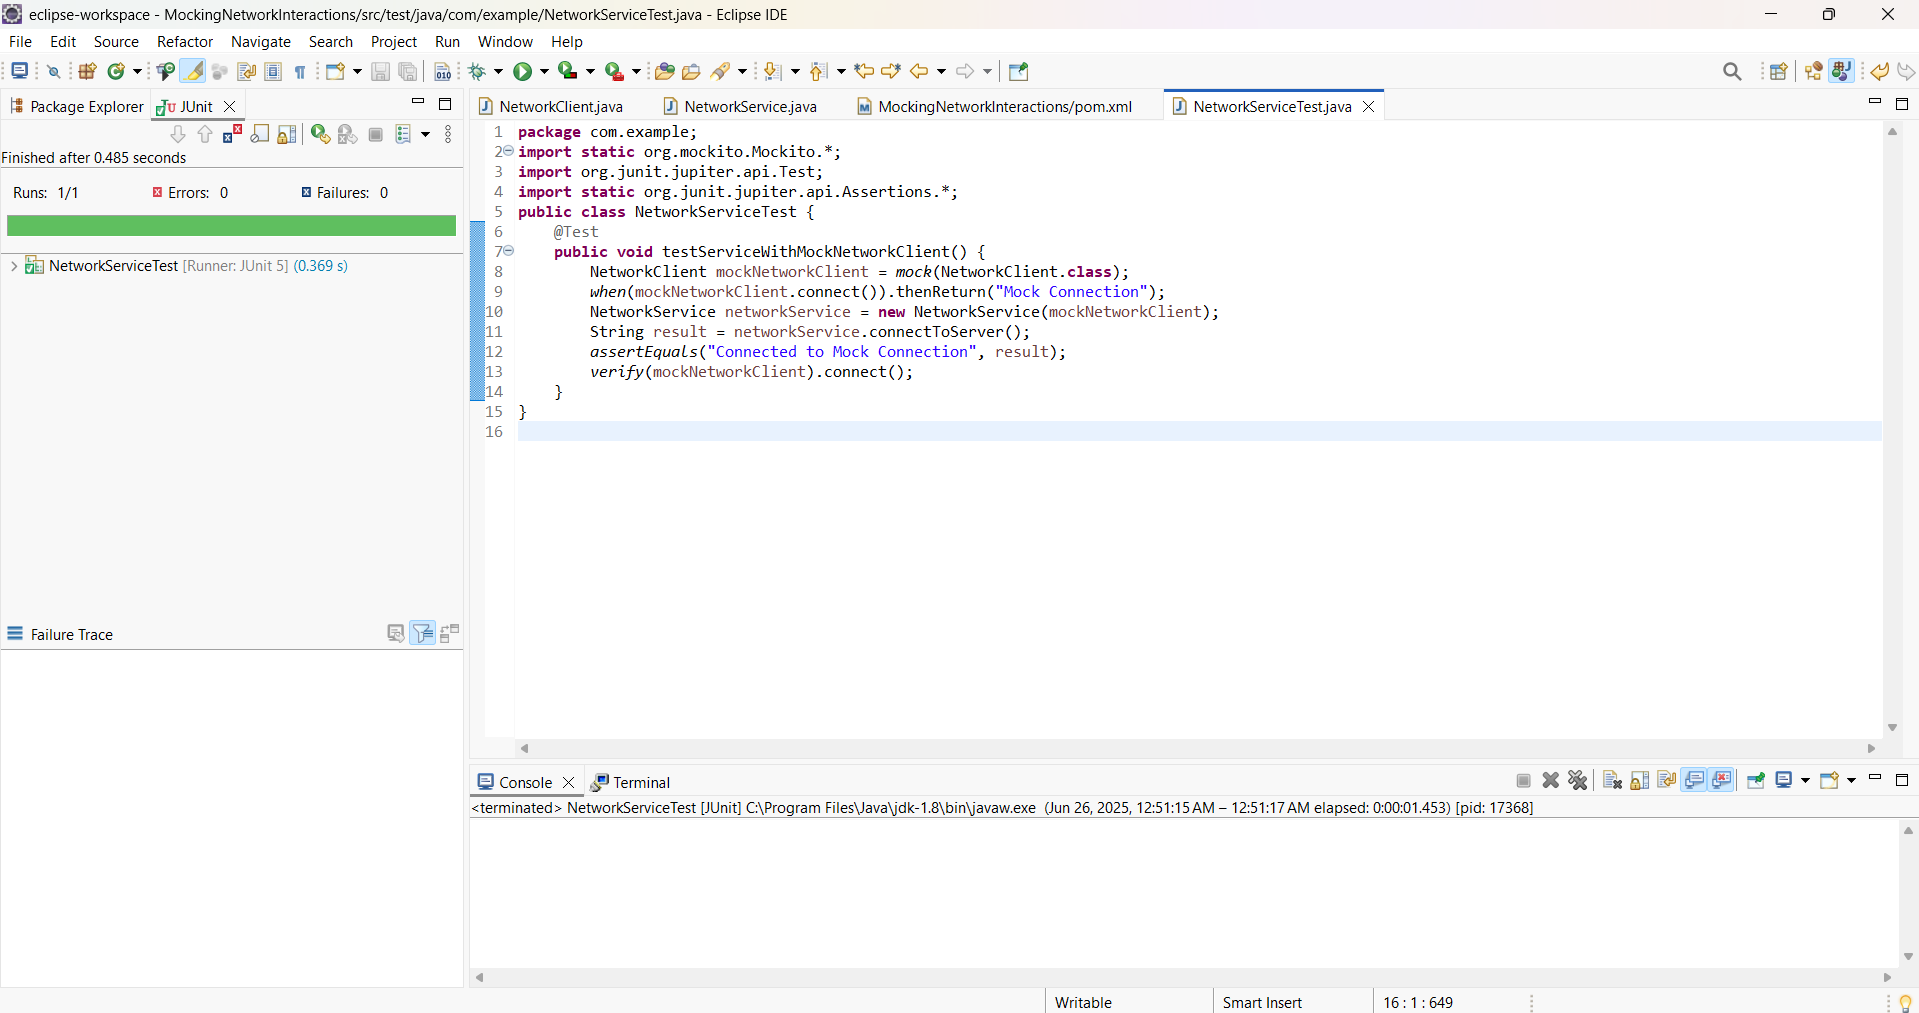 eclipse-workspace - MockingNetworkInteractions/src/test/java/com/example/NetworkServiceTest.java - Eclipse IDE
File Edit Source Refactor Navigate Search Project Run Window Help
Package Explorer JUnit
Finished after 0.485 seconds
Runs: 1/1 Errors: 0 Failures: 0
NetworkServiceTest [Runner: JUnit 5] (0.369 s)
Failure Trace
NetworkClient.java NetworkService.java MockingNetworkInteractions/pom.xml NetworkServiceTest.java
1 package com.example;
2 import static org.mockito.Mockito.*;
3 import org.junit.jupiter.api.Test;
4 import static org.junit.jupiter.api.Assertions.*;
5 public class NetworkServiceTest {
6 @Test
7 public void testServiceWithMockNetworkClient() {
8 NetworkClient mockNetworkClient = mock(NetworkClient.class);
9 when(mockNetworkClient.connect()).thenReturn("Mock Connection");
10 NetworkService networkService = new NetworkService(mockNetworkClient);
11 String result = networkService.connectToServer();
12 assertEquals("Connected to Mock Connection", result);
13 verify(mockNetworkClient).connect();
14 }
15 }
16
Console Terminal
<terminated> NetworkServiceTest [JUnit] C:\Program Files\Java\jdk-1.8\bin\javaw.exe (Jun 26, 2025, 12:51:15 AM – 12:51:17 AM elapsed: 0:00:01.453) [pid: 17368]
Writable Smart Insert 16 : 1 : 649